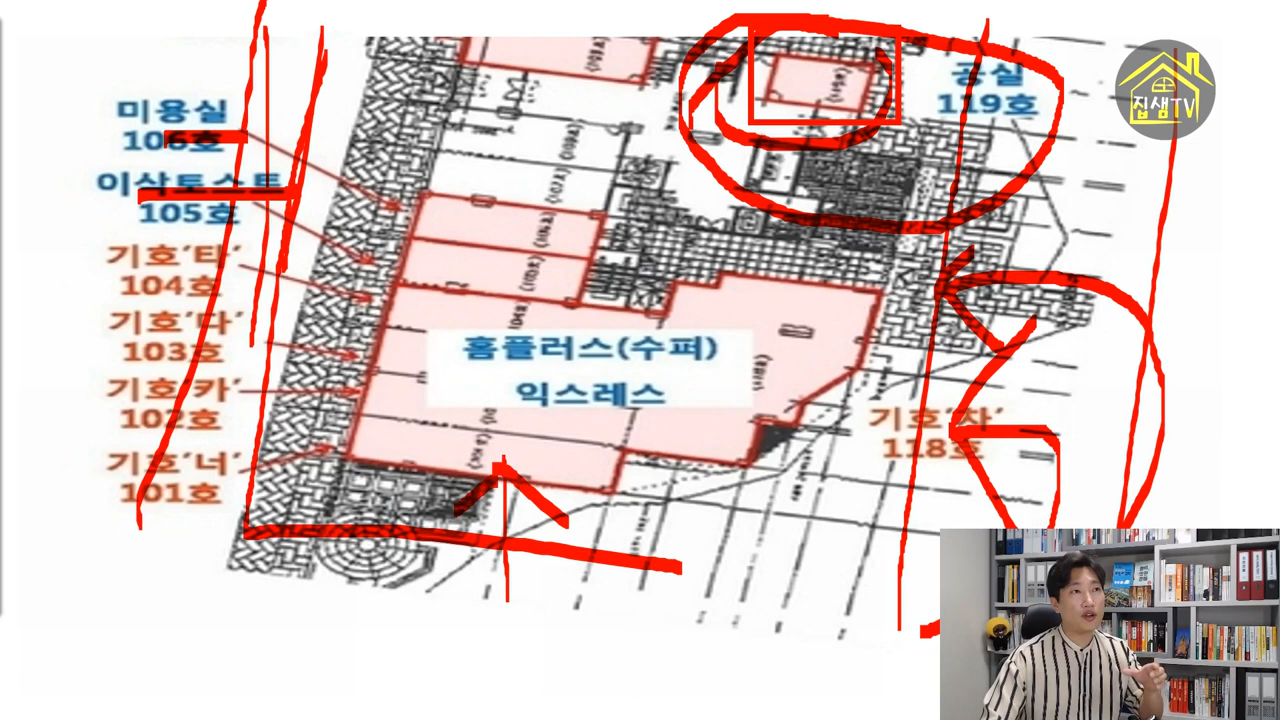 미용실
106호
이삭토스트
105호
기호'타'
104호
기호'다'
103호
기호'카'
102호
기호'너'
101호
홈플러스(수퍼)
익스레스
공실
119호
기호'차'
118호
집샘TV